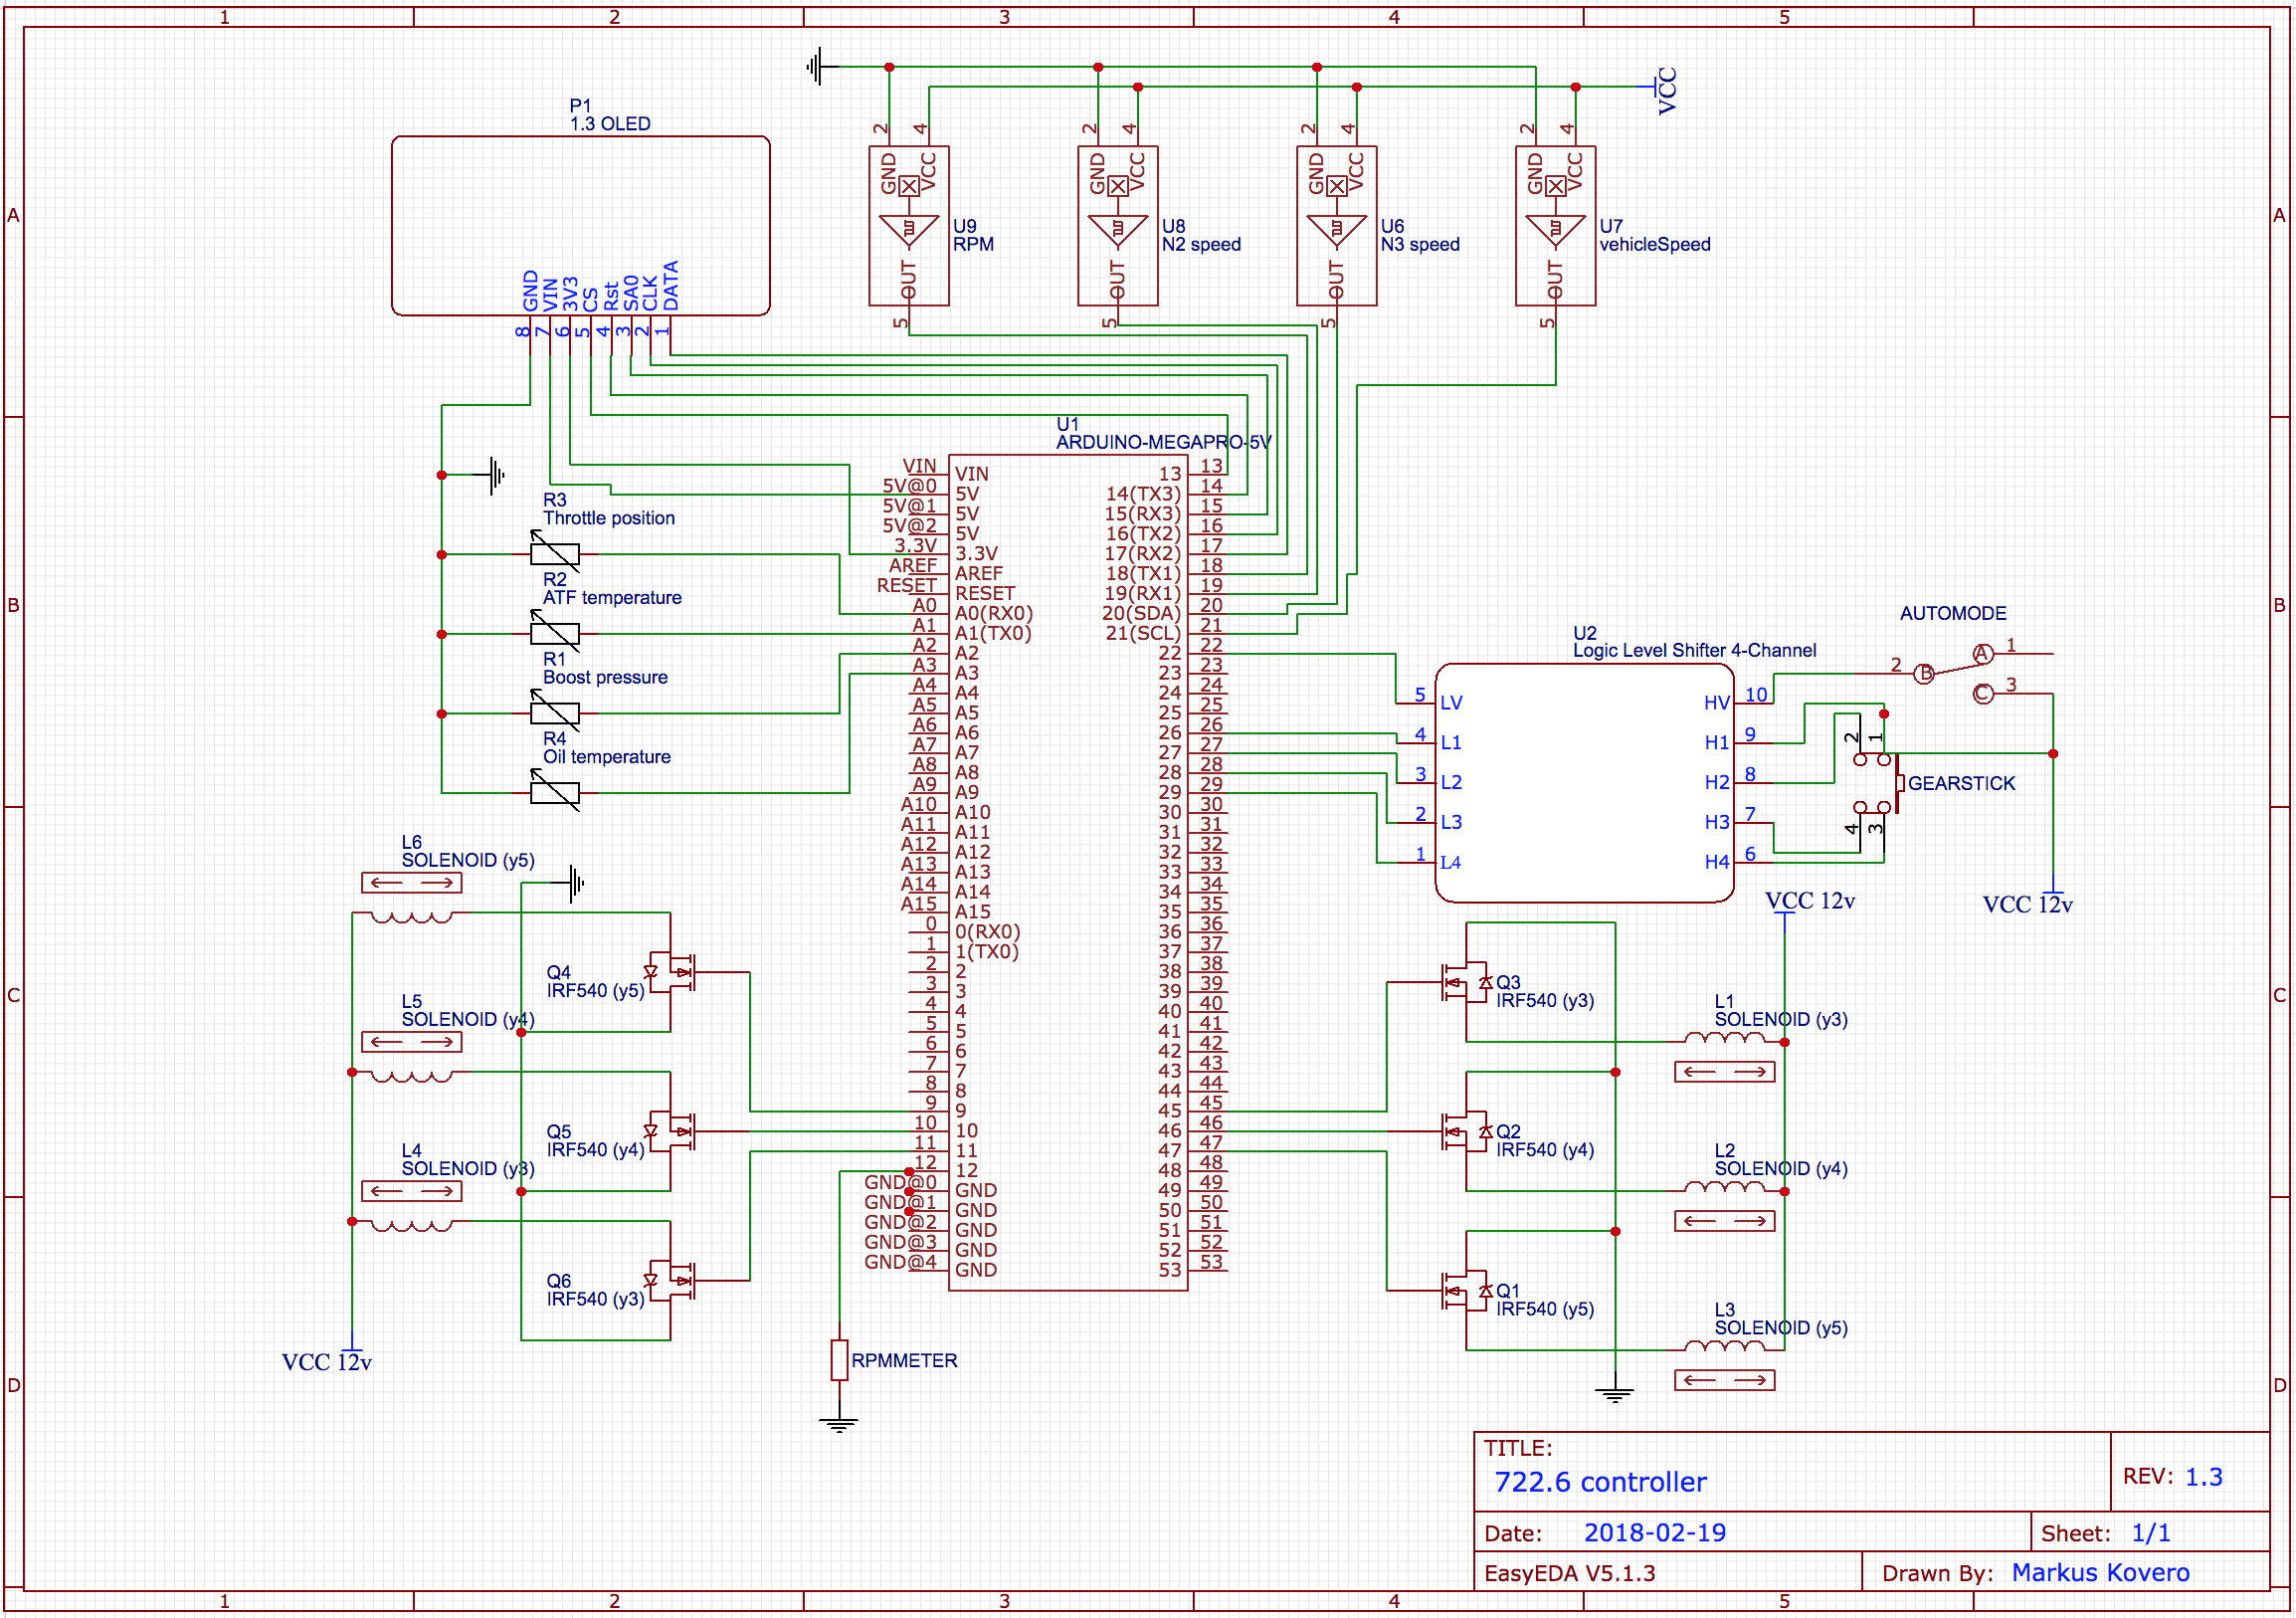 1 2 3 4 5
A
B
C
D
A
B
C
D
P1
1.3 OLED
GND
VIN
3V3
CS
Rst
SA0
CLK
DATA
8 7 6 5 4 3 2 1
VCC
2 4
GND VCC
OUT
5
U9
RPM
2 4
GND VCC
OUT
5
U8
N2 speed
2 4
GND VCC
OUT
5
U6
N3 speed
2 4
GND VCC
OUT
5
U7
vehicleSpeed
U1
ARDUINO-MEGAPRO-5V
VIN VIN 13 13
5V@0 5V 14(TX3) 14
5V@1 5V 15(RX3) 15
5V@2 5V 16(TX2) 16
3.3V 3.3V 17(RX2) 17
AREF AREF 18(TX1) 18
RESET RESET 19(RX1) 19
A0 A0(RX0) 20(SDA) 20
A1 A1(TX0) 21(SCL) 21
A2 A2 22 22
A3 A3 23 23
A4 A4 24 24
A5 A5 25 25
A6 A6 26 26
A7 A7 27 27
A8 A8 28 28
A9 A9 29 29
A10 A10 30 30
A11 A11 31 31
A12 A12 32 32
A13 A13 33 33
A14 A14 34 34
A15 A15 35 35
0 0(RX0) 36 36
1 1(TX0) 37 37
2 2 38 38
3 3 39 39
4 4 40 40
5 5 41 41
6 6 42 42
7 7 43 43
8 8 44 44
9 9 45 45
10 10 46 46
11 11 47 47
12 12 48 48
GND@0 GND 49 49
GND@1 GND 50 50
GND@2 GND 51 51
GND@3 GND 52 52
GND@4 GND 53 53
R3
Throttle position
R2
ATF temperature
R1
Boost pressure
R4
Oil temperature
L6
SOLENOID (y5)
Q4
IRF540 (y5)
L5
SOLENOID (y4)
Q5
IRF540 (y4)
L4
SOLENOID (y3)
Q6
IRF540 (y3)
VCC 12v
RPMMETER
U2
Logic Level Shifter 4-Channel
5 LV HV 10
4 L1 H1 9
3 L2 H2 8
2 L3 H3 7
1 L4 H4 6
AUTOMODE
2 B A 1
C 3
2 1
GEARSTICK
4 3
VCC 12v
VCC 12v
Q3
IRF540 (y3)
L1
SOLENOID (y3)
Q2
IRF540 (y4)
L2
SOLENOID (y4)
Q1
IRF540 (y5)
L3
SOLENOID (y5)
TITLE:
722.6 controller
REV: 1.3
Date: 2018-02-19
Sheet: 1/1
EasyEDA V5.1.3
Drawn By: Markus Kovero
1 2 3 4 5